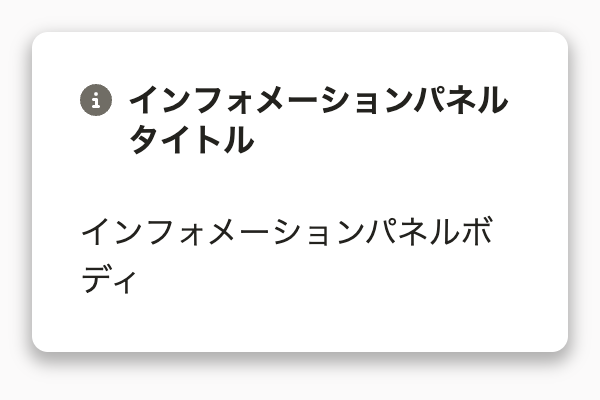 インフォメーションパネル
タイトル
インフォメーションパネルボ
ディ